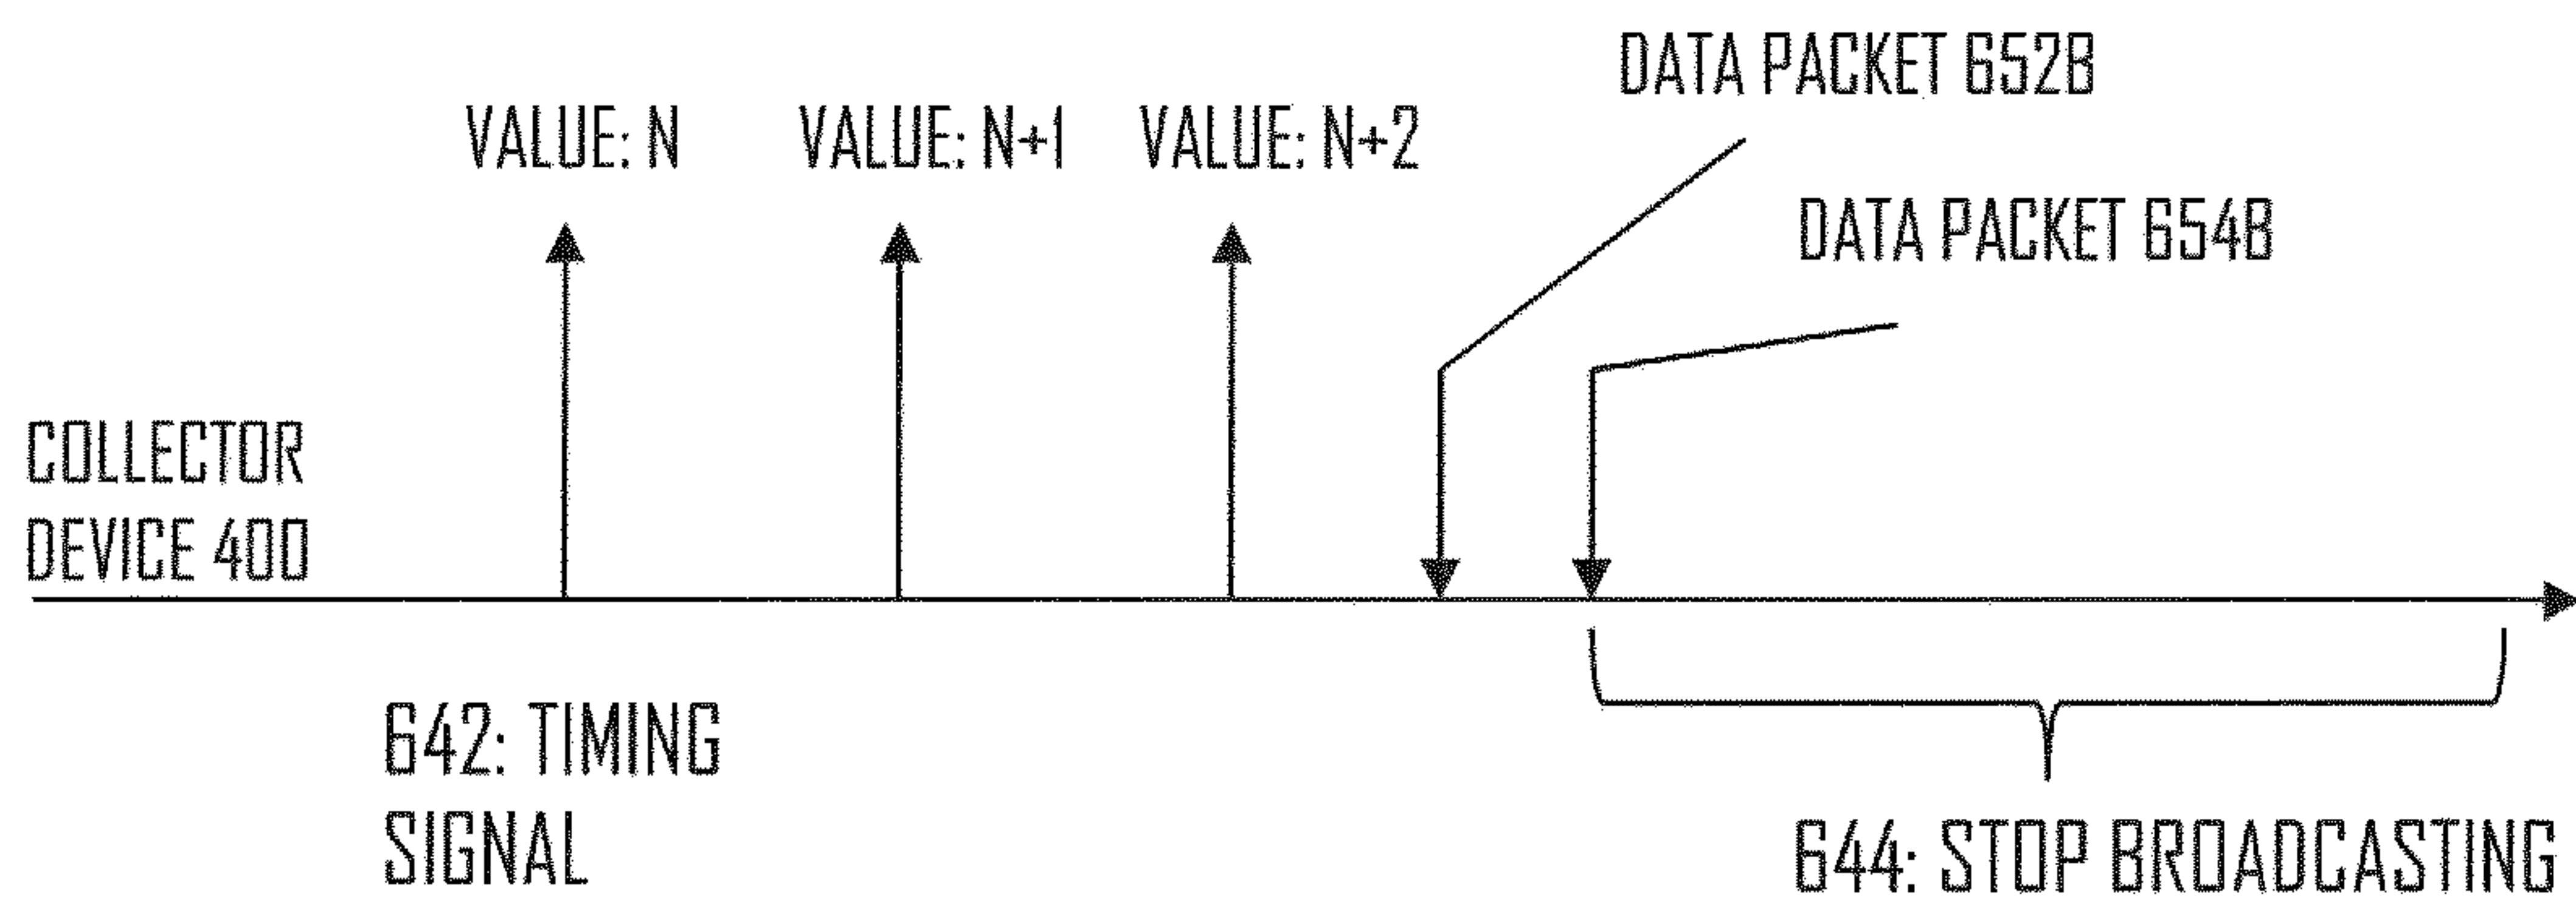 DATA PACKET 652B
VALUE: N
VALUE: N+1
VALUE: N+2
DATA PACKET 654B
COLLECTOR
DEVICE 400
642: TIMING
SIGNAL
644: STOP BROADCASTING